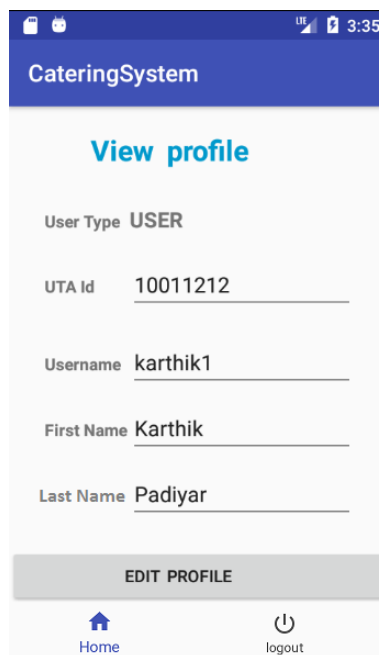 LTE 3:35
CateringSystem
View profile
User Type USER
UTA Id 10011212
Username karthik1
First Name Karthik
Last Name Padiyar
EDIT PROFILE
Home logout